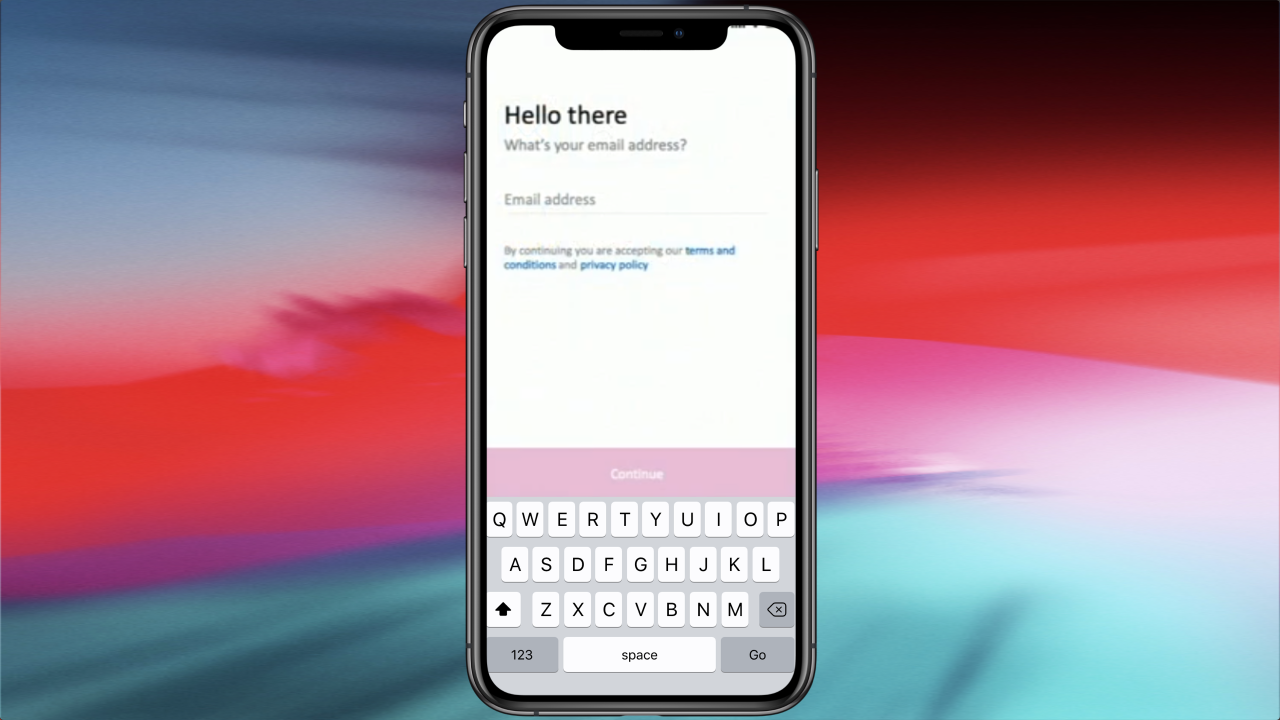 Hello there
What's your email address?
Email address
By continuing you are accepting our terms and
conditions and privacy policy
Continue
Q W E R T Y U I O P
A S D F G H J K L
Z X C V B N M
123 space Go